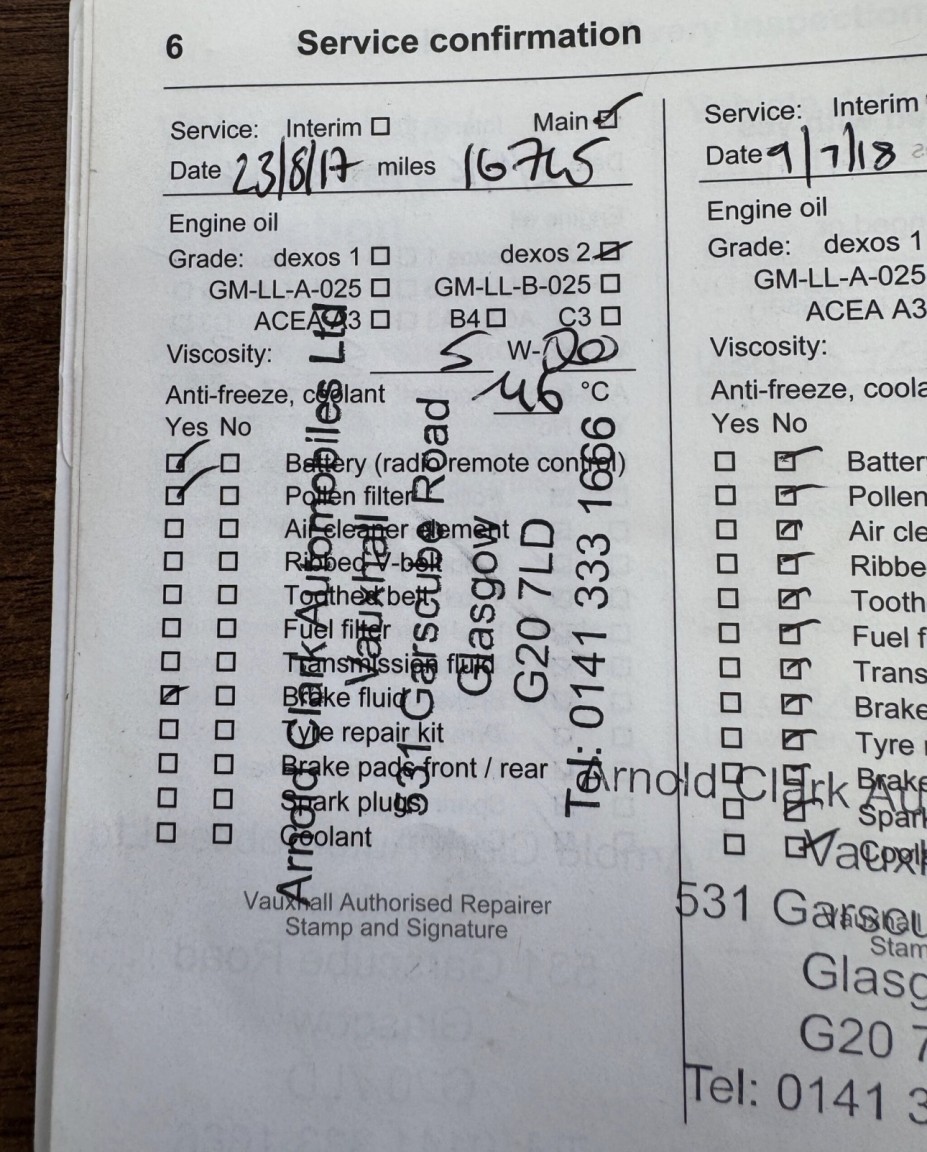 6 Service confirmation
Service: Interim ☐ Main ☑
Date 23/8/17 miles 16745
Engine oil
Grade: dexos 1 ☐ dexos 2 ☑
GM-LL-A-025 ☐ GM-LL-B-025 ☐
ACEA A3 ☐ B4 ☐ C3 ☐
Viscosity: 5 W-
Anti-freeze, coolant -46 °C
Yes No
☑ ☐ Battery (radio remote control)
☑ ☐ Pollen filter
☐ ☐ Air cleaner element
☐ ☐ Ribbed V-belt
☐ ☐ Toothed belt
☐ ☐ Fuel filter
☐ ☐ Transmission fluid
☑ ☐ Brake fluid
☐ ☐ Tyre repair kit
☐ ☐ Brake pads front / rear
☐ ☐ Spark plugs
☐ ☐ Coolant
Vauxhall Authorised Repairer
Stamp and Signature
Arnold Clark Automobiles Ltd
Vauxhall
531 Garscube Road
Glasgow
G20 7LD
Tel: 0141 333 1666
Service: Interim
Date 9/7/18
Engine oil
Grade: dexos 1
GM-LL-A-025
ACEA A3
Viscosity:
Anti-freeze, coola
Yes No
☐ ☑ Batter
☐ ☑ Pollen
☐ ☑ Air cle
☐ ☑ Ribbe
☐ ☑ Tooth
☐ ☑ Fuel f
☐ ☑ Trans
☐ ☑ Brake
☐ ☑ Tyre r
☐ ☑ Brake
☐ ☑ Spark
☐ ☑ Cool
Stam
Arnold Clark Au
Vauxh
531 Garscu
Glasg
G20 7
Tel: 0141 3